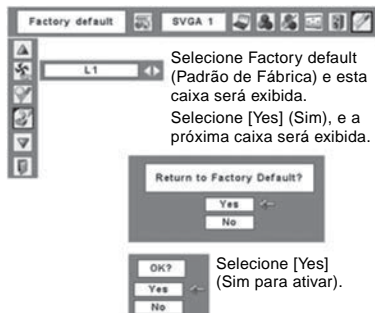 Factory default
SVGA 1
L1
Selecione Factory default
(Padrão de Fábrica) e esta
caixa será exibida.
Selecione [Yes] (Sim), e a
próxima caixa será exibida.
Return to Factory Default?
Yes
No
OK?
Yes
No
Selecione [Yes]
(Sim para ativar).